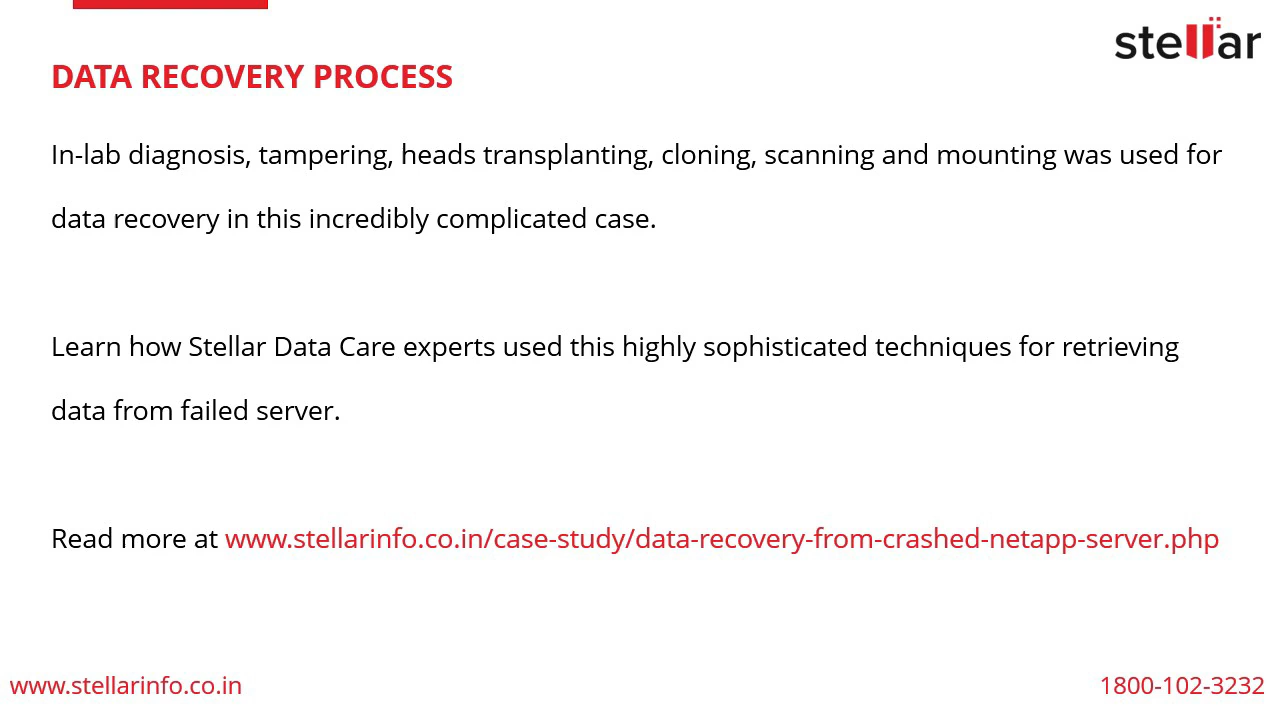 stellar
DATA RECOVERY PROCESS
In-lab diagnosis, tampering, heads transplanting, cloning, scanning and mounting was used for
data recovery in this incredibly complicated case.
Learn how Stellar Data Care experts used this highly sophisticated techniques for retrieving
data from failed server.
Read more at www.stellarinfo.co.in/case-study/data-recovery-from-crashed-netapp-server.php
www.stellarinfo.co.in
1800-102-3232